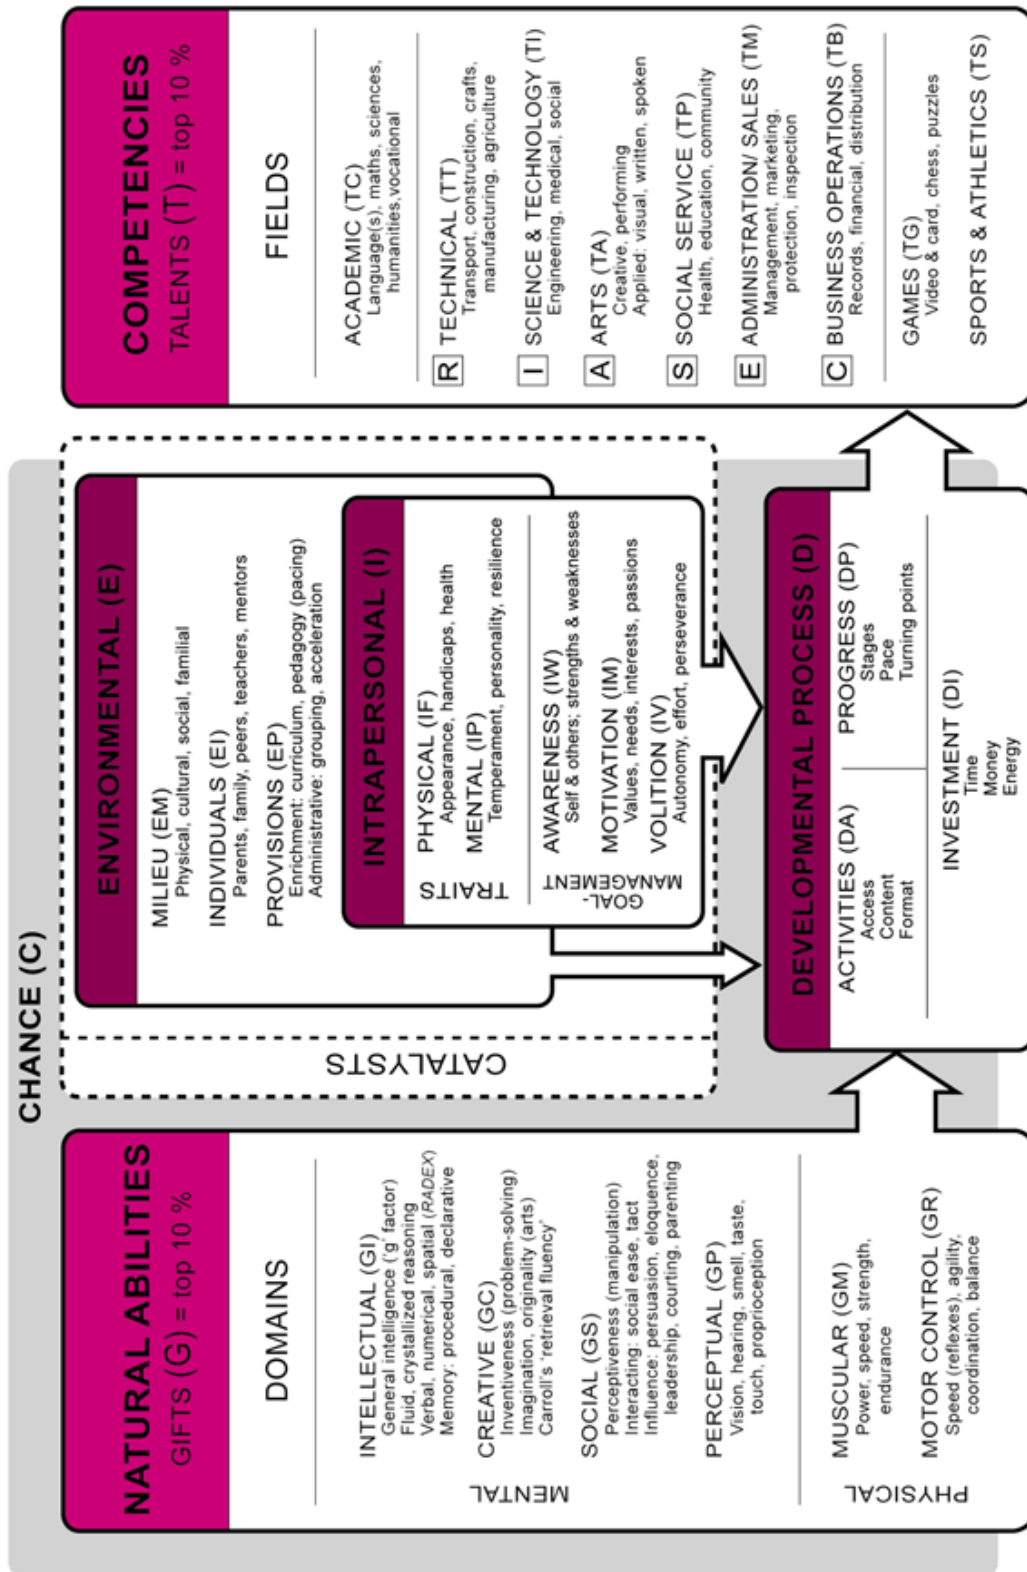 CHANCE (C)
NATURAL ABILITIES
GIFTS (G) = top 10 %
DOMAINS
MENTAL
INTELLECTUAL (GI)
General intelligence ('g' factor)
Fluid, crystallized reasoning
Verbal, numerical, spatial (RADEX)
Memory: procedural, declarative
CREATIVE (GC)
Inventiveness (problem-solving)
Imagination, originality (arts)
Carroll's 'retrieval fluency'
SOCIAL (GS)
Perceptiveness (manipulation)
Interacting: social ease, tact
Influence: persuasion, eloquence,
leadership, courting, parenting
PERCEPTUAL (GP)
Vision, hearing, smell, taste,
touch, proprioception
PHYSICAL
MUSCULAR (GM)
Power, speed, strength,
endurance
MOTOR CONTROL (GR)
Speed (reflexes), agility,
coordination, balance
CATALYSTS
ENVIRONMENTAL (E)
MILIEU (EM)
Physical, cultural, social, familial
INDIVIDUALS (EI)
Parents, family, peers, teachers, mentors
PROVISIONS (EP)
Enrichment: curriculum, pedagogy (pacing)
Administrative: grouping, acceleration
INTRAPERSONAL (I)
TRAITS
PHYSICAL (IF)
Appearance, handicaps, health
MENTAL (IP)
Temperament, personality, resilience
GOAL-
MANAGEMENT
AWARENESS (IW)
Self & others; strengths & weaknesses
MOTIVATION (IM)
Values, needs, interests, passions
VOLITION (IV)
Autonomy, effort, perseverance
DEVELOPMENTAL PROCESS (D)
ACTIVITIES (DA)
Access
Content
Format
PROGRESS (DP)
Stages
Pace
Turning points
INVESTMENT (DI)
Time
Money
Energy
COMPETENCIES
TALENTS (T) = top 10 %
FIELDS
ACADEMIC (TC)
Language(s), maths, sciences,
humanities,vocational
R TECHNICAL (TT)
Transport, construction, crafts,
manufacturing, agriculture
I SCIENCE & TECHNOLOGY (TI)
Engineering, medical, social
A ARTS (TA)
Creative, performing
Applied: visual, written, spoken
S SOCIAL SERVICE (TP)
Health, education, community
E ADMINISTRATION/ SALES (TM)
Management, marketing,
protection, inspection
C BUSINESS OPERATIONS (TB)
Records, financial, distribution
GAMES (TG)
Video & card, chess, puzzles
SPORTS & ATHLETICS (TS)